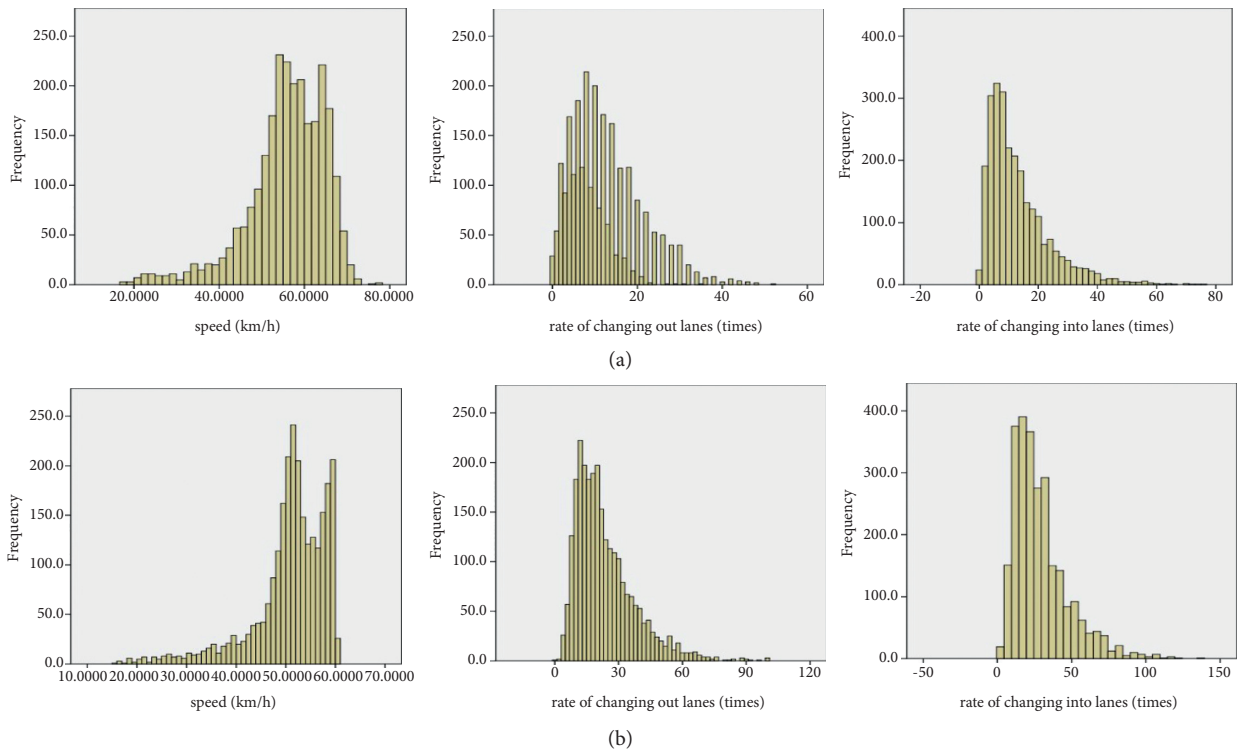 Frequency
250.0
200.0
150.0
100.0
50.0
0.0
20.0000 40.0000 60.0000 80.0000
speed (km/h)
Frequency
250.0
200.0
150.0
100.0
50.0
0.0
0 20 40 60
rate of changing out lanes (times)
Frequency
400.0
300.0
200.0
100.0
0.0
-20 0 20 40 60 80
rate of changing into lanes (times)
(a)
Frequency
250.0
200.0
150.0
100.0
50.0
0.0
10.0000 20.0000 30.0000 40.0000 50.0000 60.0000 70.0000
speed (km/h)
Frequency
250.0
200.0
150.0
100.0
50.0
0.0
0 30 60 90 120
rate of changing out lanes (times)
Frequency
400.0
300.0
200.0
100.0
0.0
-50 0 50 100 150
rate of changing into lanes (times)
(b)